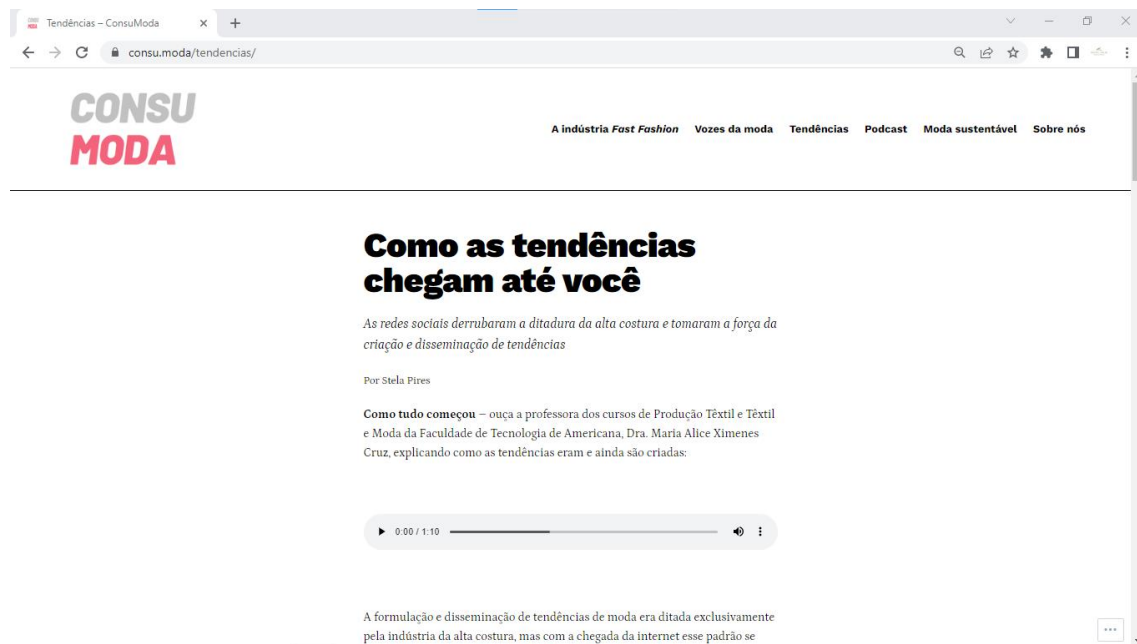 Tendências – ConsuModa
consu.moda/tendencias/
CONSU
MODA
A indústria Fast Fashion Vozes da moda Tendências Podcast Moda sustentável Sobre nós
Como as tendências
chegam até você
As redes sociais derrubaram a ditadura da alta costura e tomaram a força da
criação e disseminação de tendências
Por Stela Pires
Como tudo começou – ouça a professora dos cursos de Produção Têxtil e Têxtil
e Moda da Faculdade de Tecnologia de Americana, Dra. Maria Alice Ximenes
Cruz, explicando como as tendências eram e ainda são criadas:
0:00 / 1:10
A formulação e disseminação de tendências de moda era ditada exclusivamente
pela indústria da alta costura, mas com a chegada da internet esse padrão se